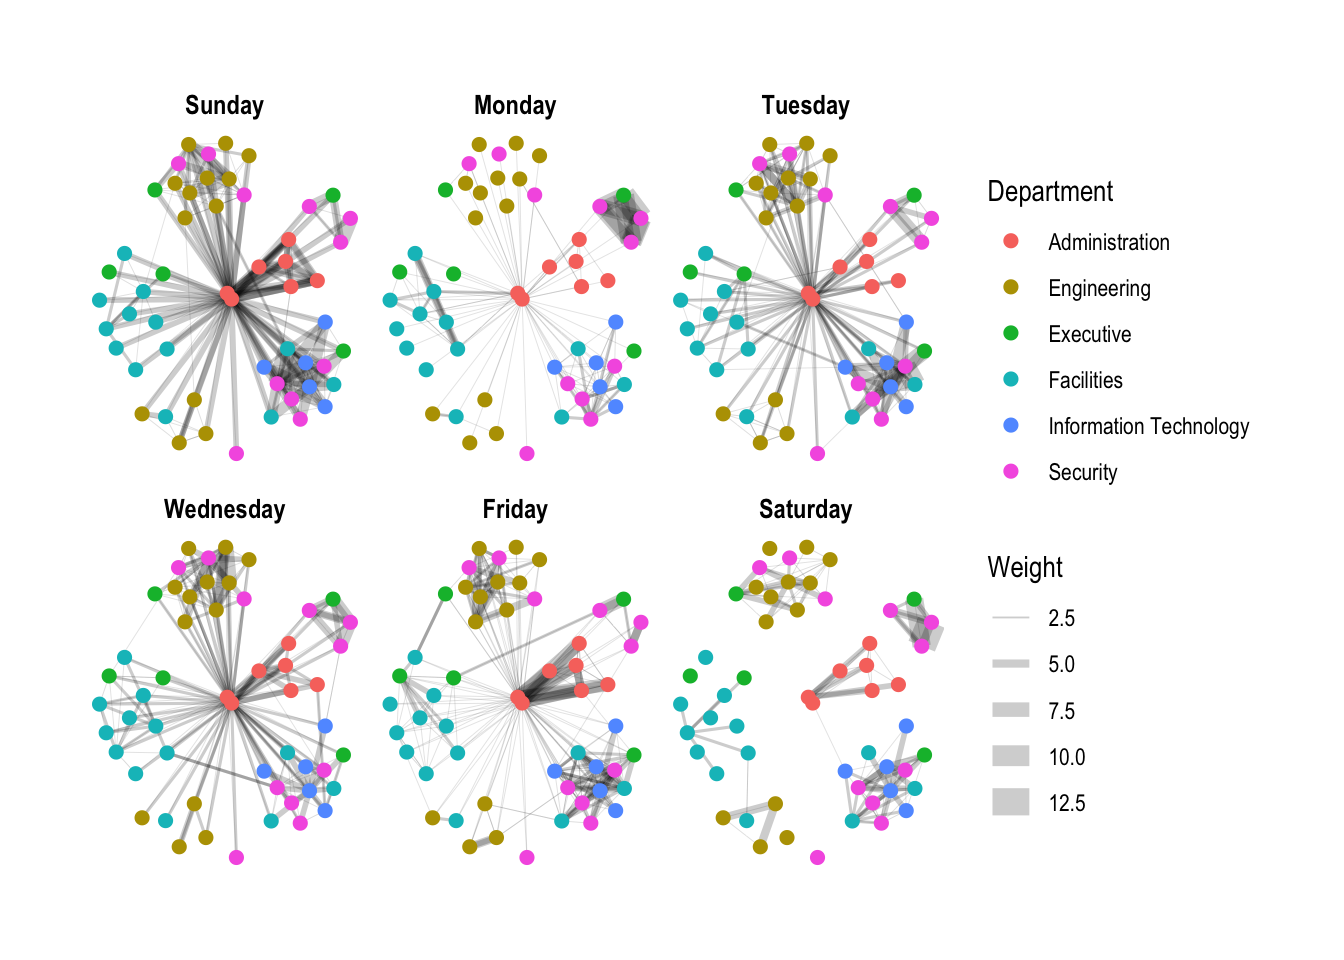 Sunday
Monday
Tuesday
Wednesday
Friday
Saturday
Department
Administration
Engineering
Executive
Facilities
Information Technology
Security
Weight
2.5
5.0
7.5
10.0
12.5